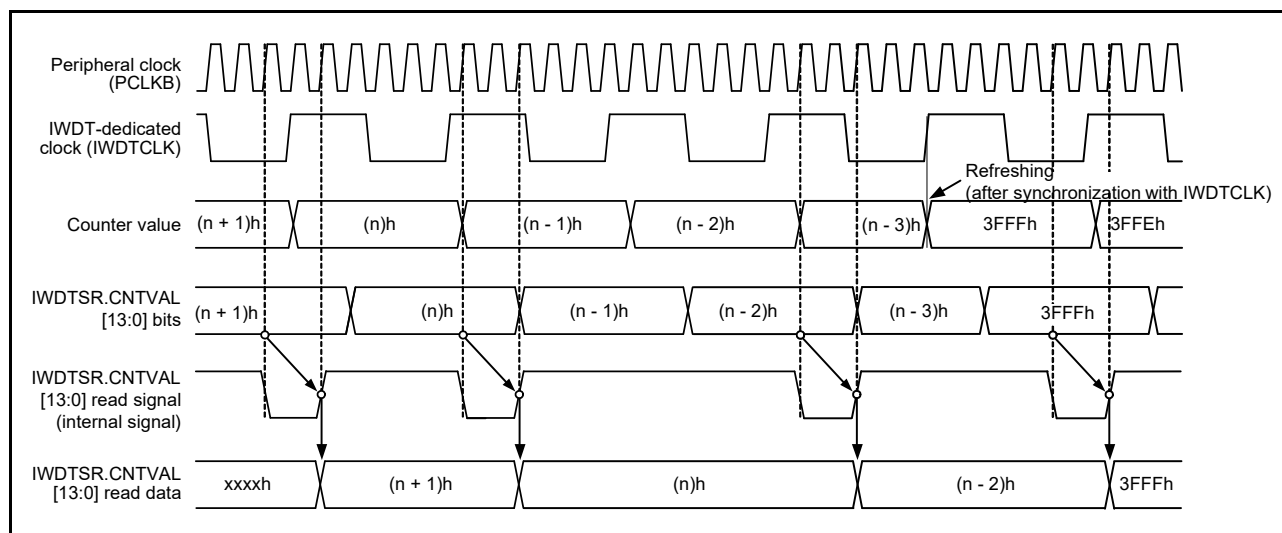 Peripheral clock
(PCLKB)
IWDT-dedicated
clock (IWDTCLK)
Refreshing
(after synchronization with IWDTCLK)
Counter value
(n + 1)h
(n)h
(n - 1)h
(n - 2)h
(n - 3)h
3FFFh
3FFEh
IWDTSR.CNTVAL
[13:0] bits
(n + 1)h
(n)h
(n - 1)h
(n - 2)h
(n - 3)h
3FFFh
IWDTSR.CNTVAL
[13:0] read signal
(internal signal)
IWDTSR.CNTVAL
[13:0] read data
xxxxh
(n + 1)h
(n)h
(n - 2)h
3FFFh